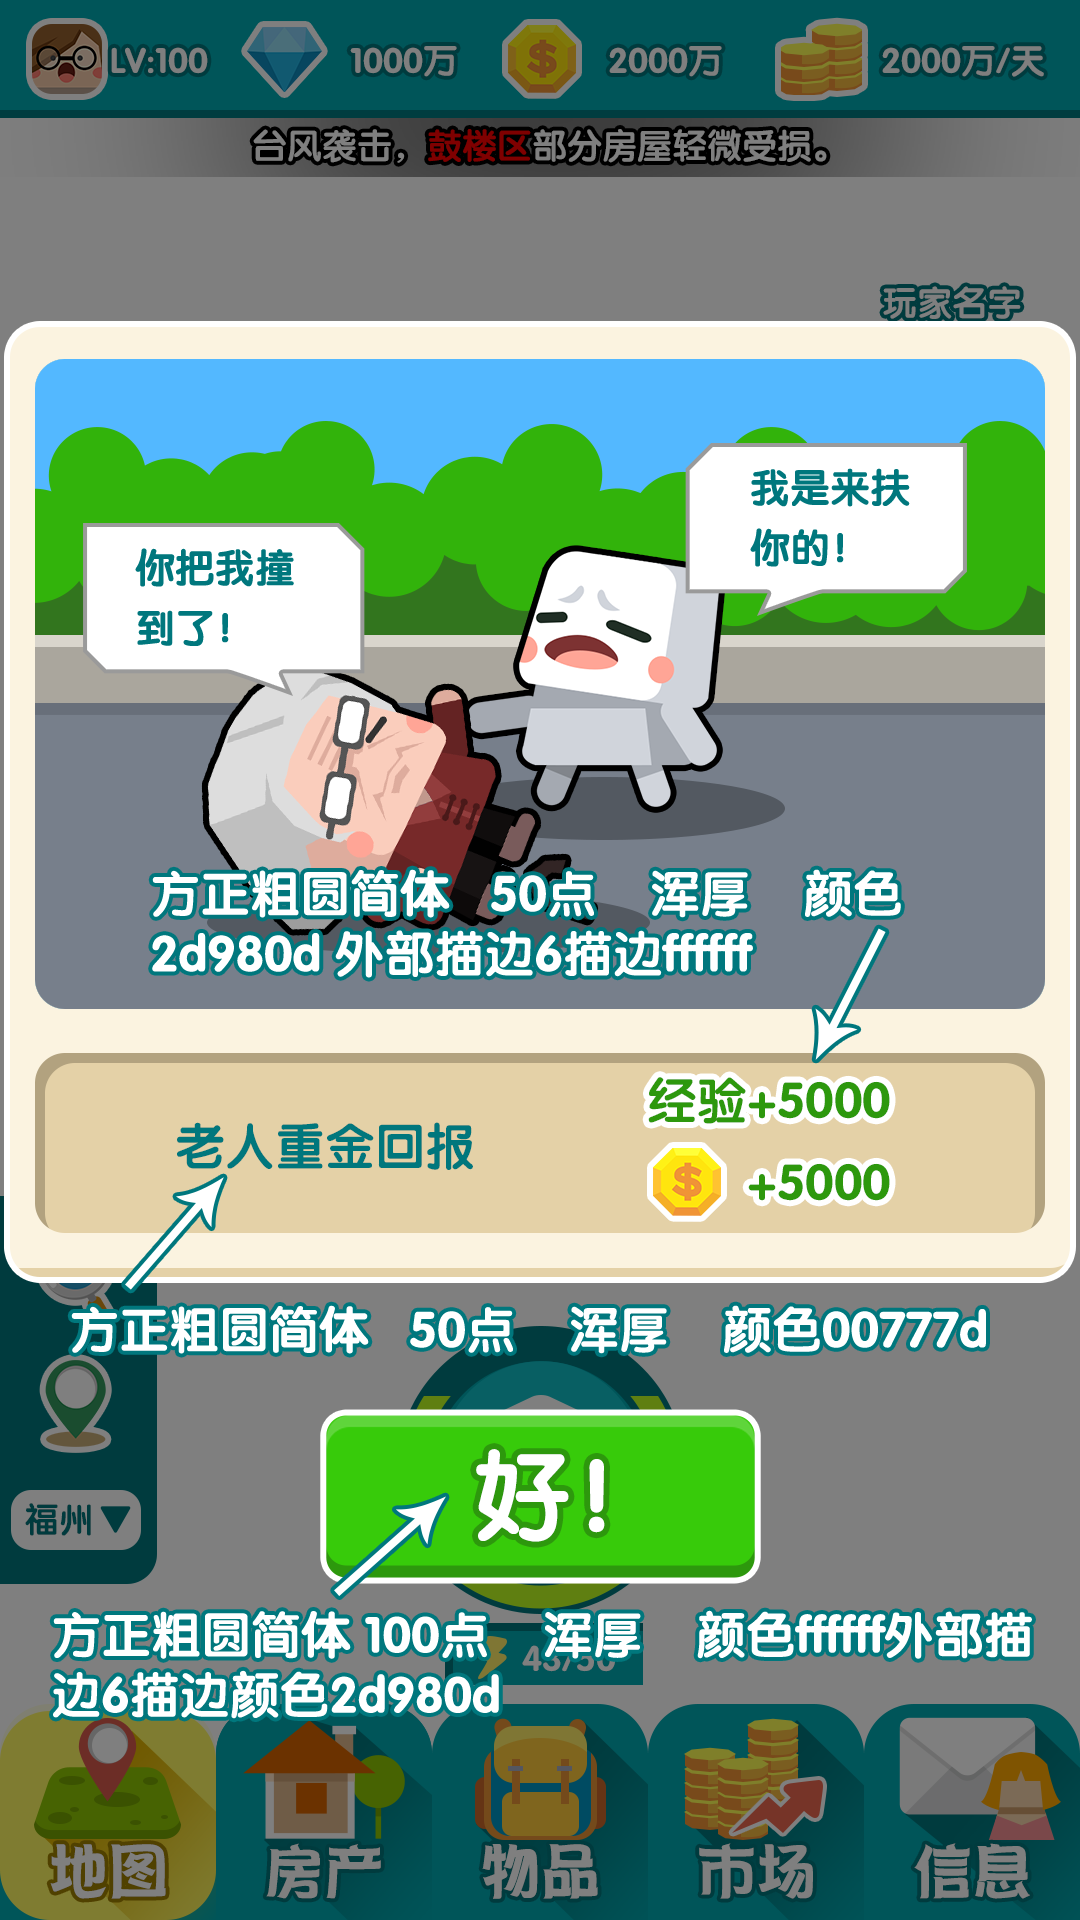 LV:100 1000万 2000万 2000万/天
台风袭击，鼓楼区部分房屋轻微受损。
玩家名字
我是来扶
你的！
你把我撞
到了！
方正粗圆简体 50点 浑厚 颜色
2d980d 外部描边6描边ffffff
经验+5000
老人重金回报
+5000
方正粗圆简体 50点 浑厚 颜色00777d
好！
福州▼
方正粗圆简体 100点 浑厚 颜色ffffff外部描
边6描边颜色2d980d
43/50
地图 房产 物品 市场 信息